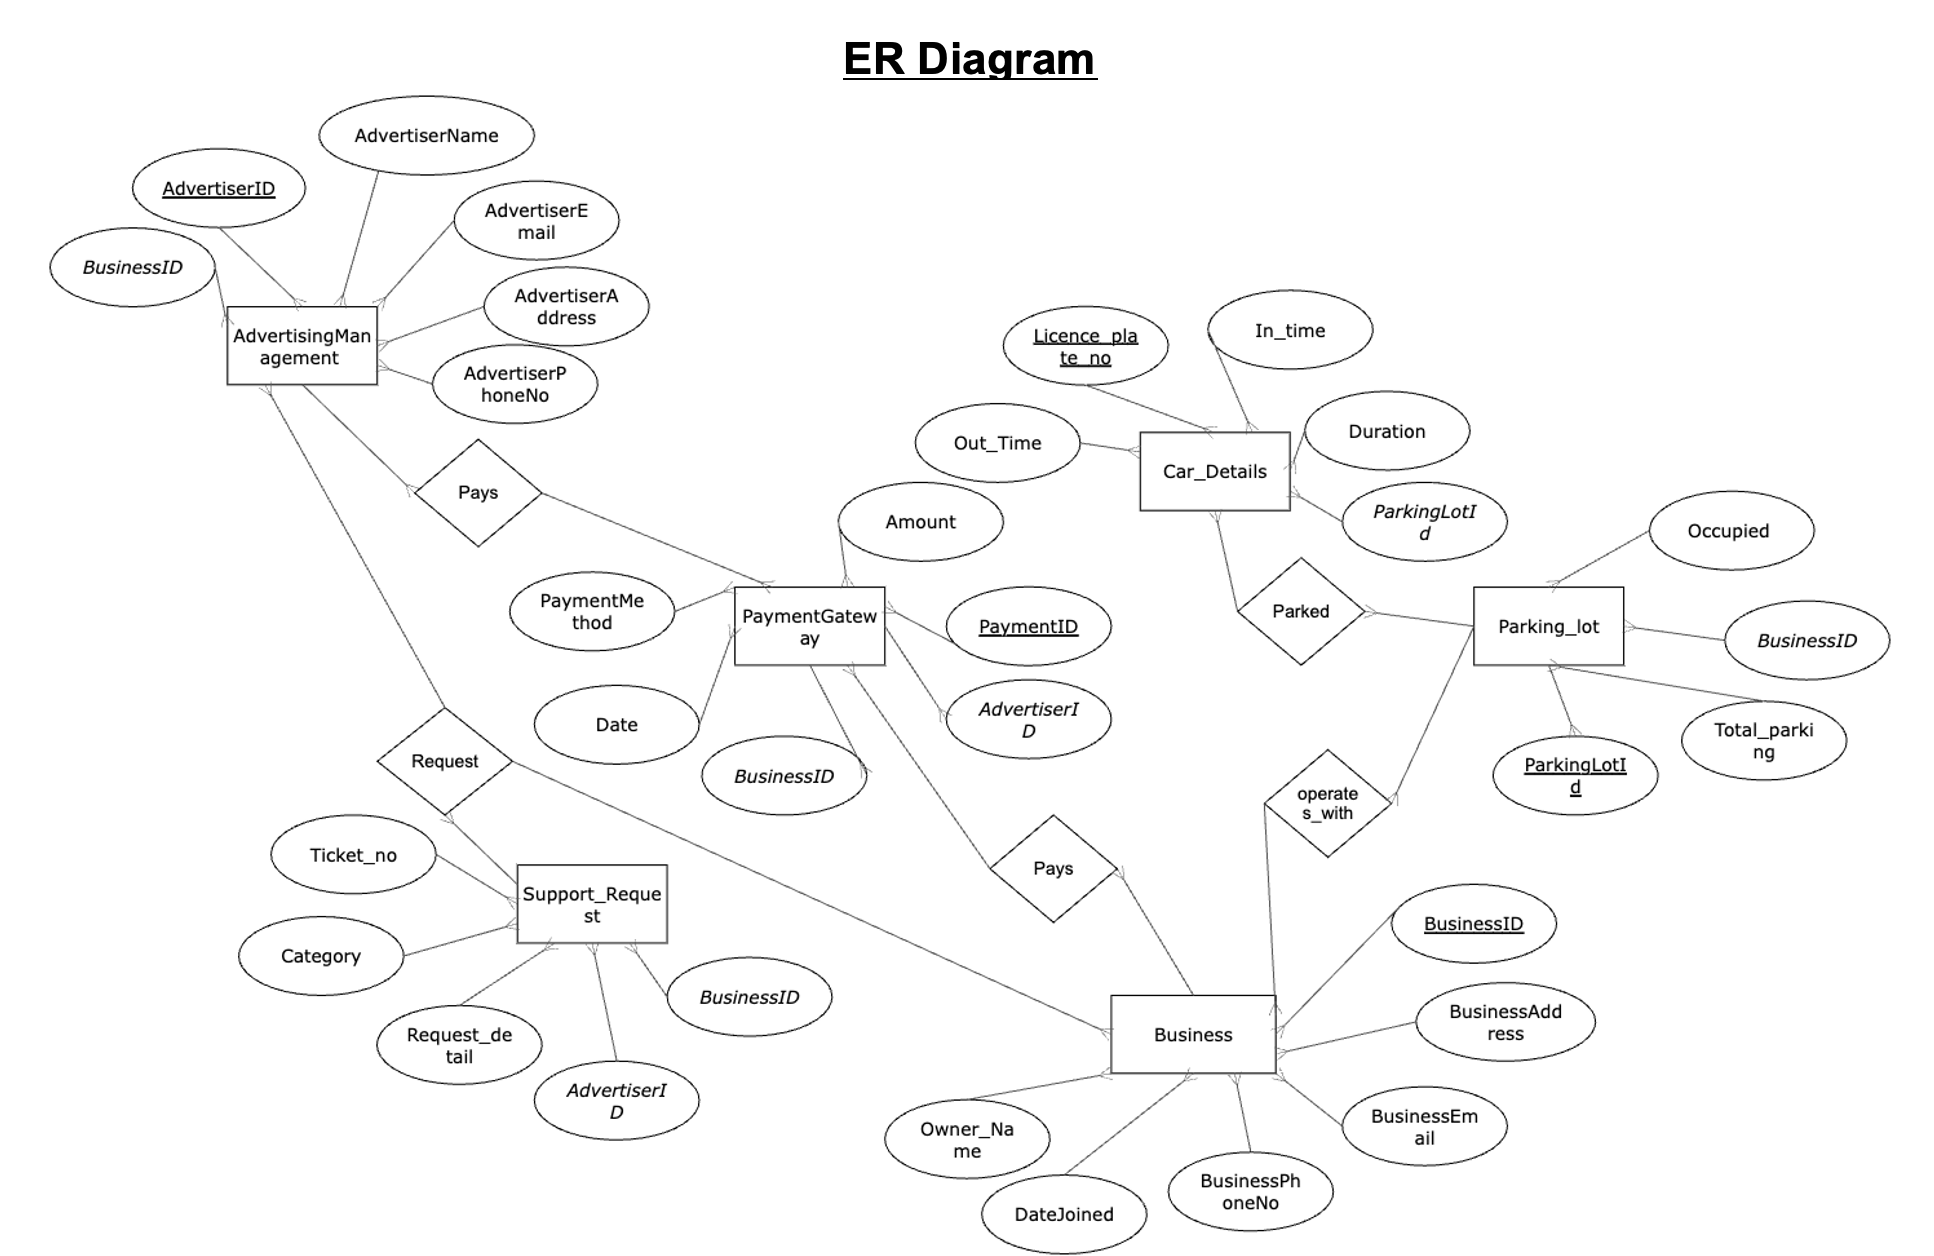 ER Diagram
AdvertiserName
AdvertiserID
AdvertiserE
mail
BusinessID
AdvertiserA
ddress
AdvertisingMan
agement
AdvertiserP
honeNo
Licence_pla
te_no
In_time
Out_Time
Duration
Car_Details
ParkingLotI
d
Pays
Amount
Occupied
PaymentMe
thod
PaymentGatew
ay
PaymentID
Parked
Parking_lot
BusinessID
Date
AdvertiserI
D
BusinessID
Total_parki
ng
ParkingLotI
d
Request
operate
s_with
Ticket_no
Pays
Support_Reque
st
Category
BusinessID
BusinessID
Request_de
tail
AdvertiserI
D
Business
BusinessAdd
ress
Owner_Na
me
BusinessEm
ail
DateJoined
BusinessPh
oneNo